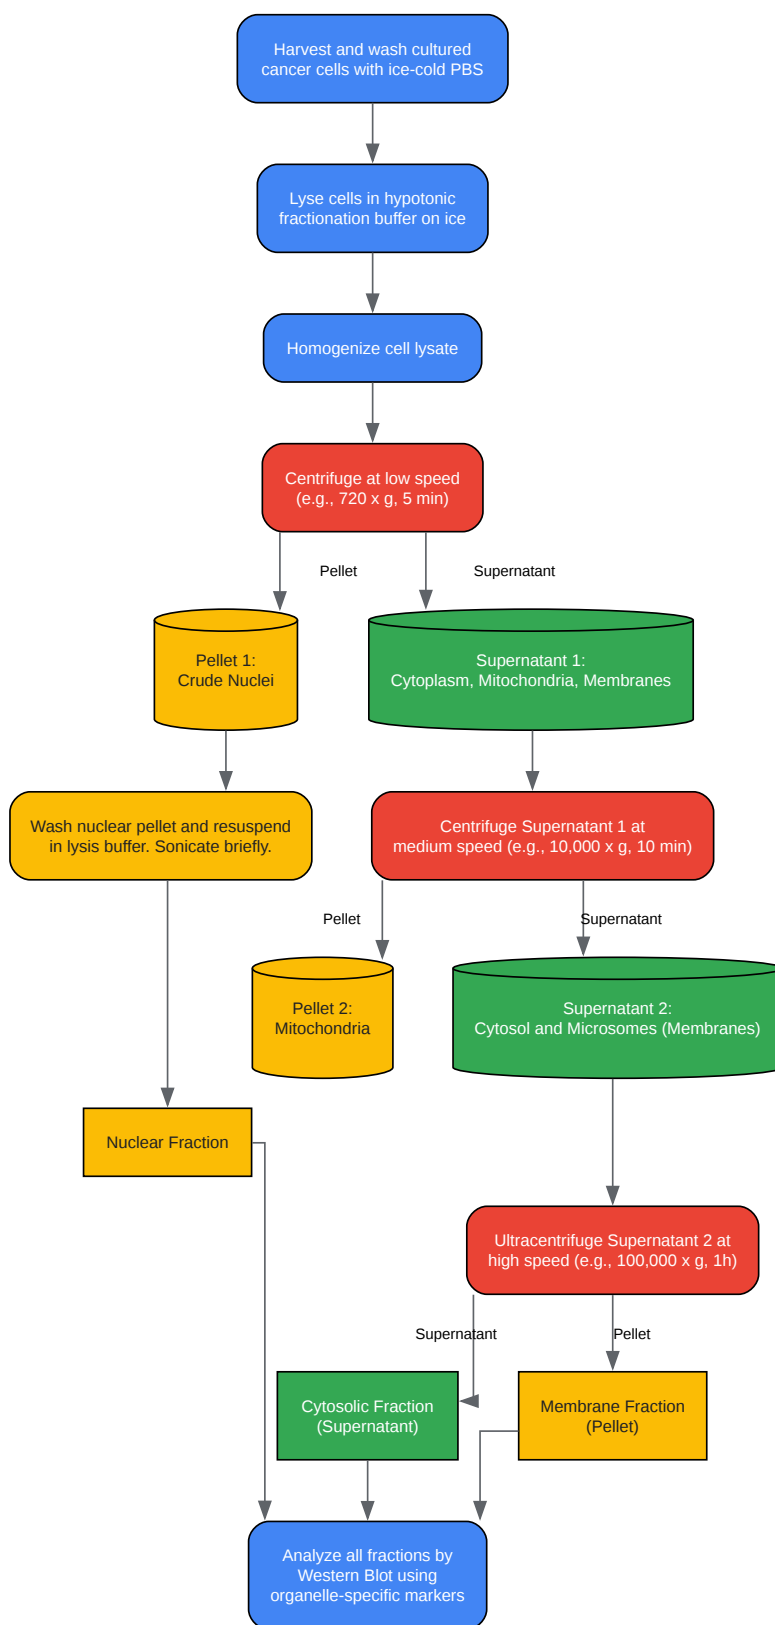 Harvest and wash cultured
cancer cells with ice-cold PBS
Lyse cells in hypotonic
fractionation buffer on ice
Homogenize cell lysate
Centrifuge at low speed
(e.g., 720 x g, 5 min)
Pellet
Supernatant
Pellet 1:
Crude Nuclei
Supernatant 1:
Cytoplasm, Mitochondria, Membranes
Wash nuclear pellet and resuspend
in lysis buffer. Sonicate briefly.
Centrifuge Supernatant 1 at
medium speed (e.g., 10,000 x g, 10 min)
Pellet
Supernatant
Pellet 2:
Mitochondria
Supernatant 2:
Cytosol and Microsomes (Membranes)
Nuclear Fraction
Ultracentrifuge Supernatant 2 at
high speed (e.g., 100,000 x g, 1h)
Supernatant
Pellet
Cytosolic Fraction
(Supernatant)
Membrane Fraction
(Pellet)
Analyze all fractions by
Western Blot using
organelle-specific markers